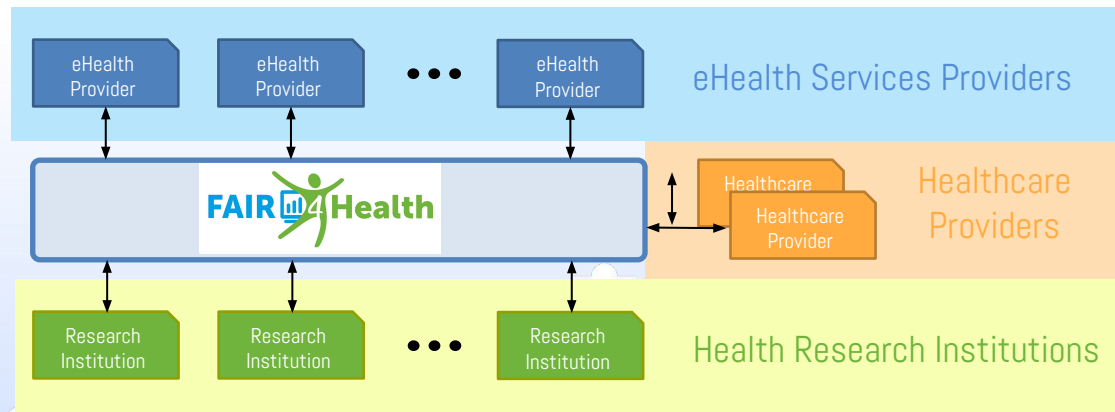 eHealth
Provider
eHealth
Provider
•••
eHealth
Provider
eHealth Services Providers
FAIR4Health
Healthcare
Healthcare
Provider
Healthcare
Providers
Research
Institution
Research
Institution
•••
Research
Institution
Health Research Institutions